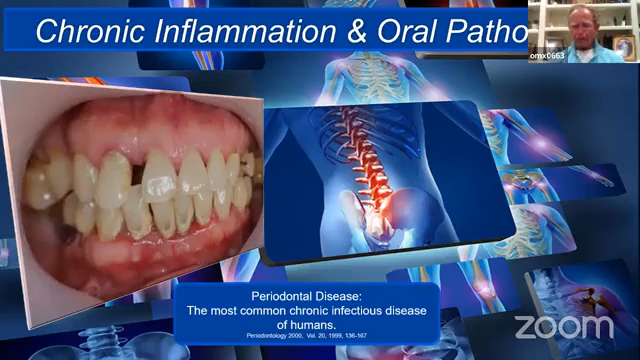 Chronic Inflammation & Oral Patho
omx0663
Periodontal Disease:
The most common chronic infectious disease
of humans.
Periodontology 2000, Vol. 20, 1999, 136-167
zoom